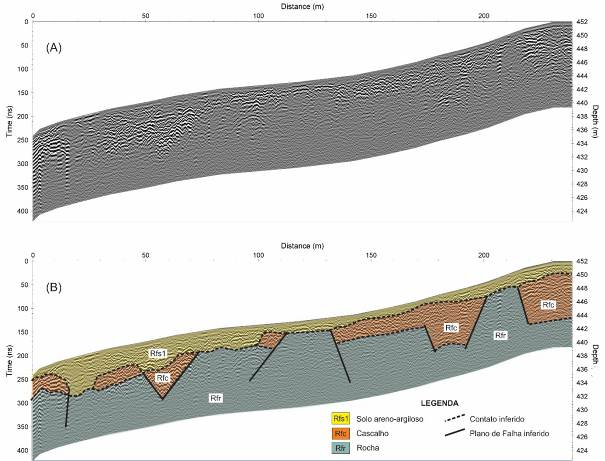 Distance (m)
0 50 100 150 200
(A)
Time (ns)
0
50
100
150
200
250
300
350
400
Depth (m)
452
450
448
446
444
442
440
438
436
434
432
430
428
426
424
Distance (m)
0 50 100 150 200
(B)
Time (ns)
0
50
100
150
200
250
300
350
400
Depth (m)
452
450
448
446
444
442
440
438
436
434
432
430
428
426
424
Rfs1
Rfc
Rfr
Rfc
Rfr
Rfc
LEGENDA
Rfs1 Solo areno-argiloso
Rfc Cascalho
Rfr Rocha
Contato inferido
Plano de Falha inferido